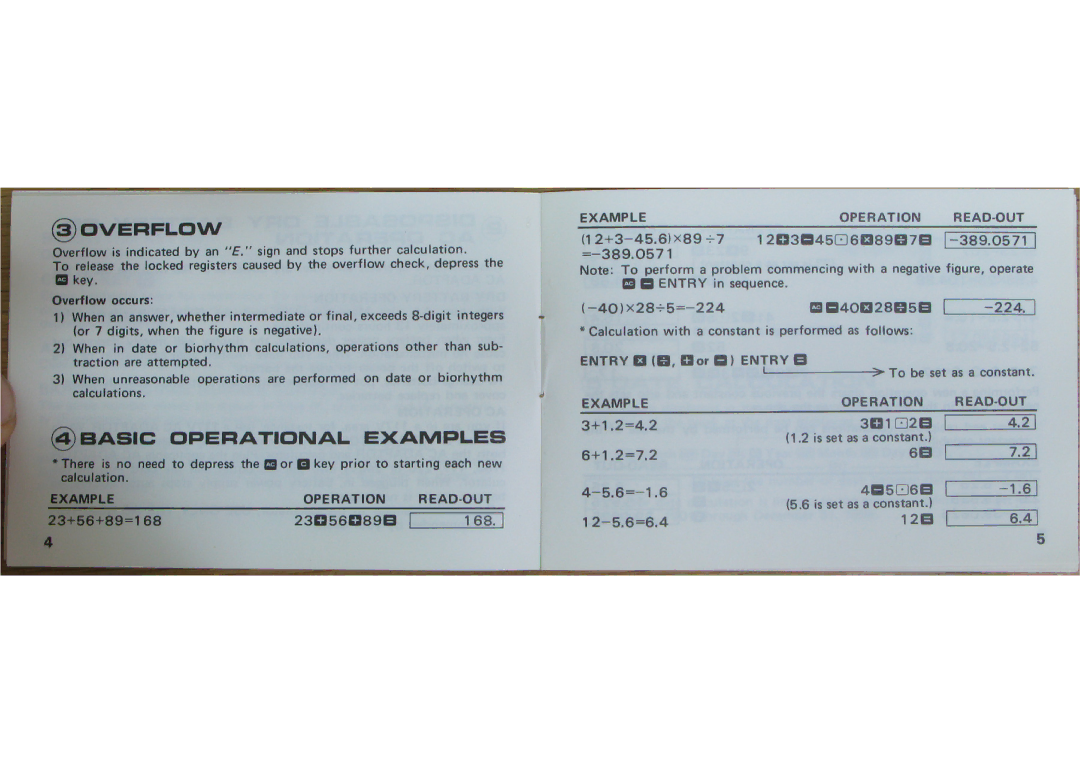 ③ OVERFLOW
Overflow is indicated by an "E." sign and stops further calculation.
To release the locked registers caused by the overflow check, depress the
AC key.
Overflow occurs:
1) When an answer, whether intermediate or final, exceeds 8-digit integers
(or 7 digits, when the figure is negative).
2) When in date or biorhythm calculations, operations other than sub-
traction are attempted.
3) When unreasonable operations are performed on date or biorhythm
calculations.
④ BASIC OPERATIONAL EXAMPLES
* There is no need to depress the AC or C key prior to starting each new
calculation.
EXAMPLE OPERATION READ-OUT
23+56+89=168 23+56+89= 168.
4
EXAMPLE OPERATION READ-OUT
(12+3−45.6)×89÷7 12+3−45.6×89÷7= −389.0571
=−389.0571
Note: To perform a problem commencing with a negative figure, operate
AC − ENTRY in sequence.
(−40)×28÷5=−224 AC −40×28÷5= −224.
* Calculation with a constant is performed as follows:
ENTRY × (÷, + or −) ENTRY =
To be set as a constant.
EXAMPLE OPERATION READ-OUT
3+1.2=4.2 3+1.2= 4.2
(1.2 is set as a constant.)
6+1.2=7.2 6= 7.2
4−5.6=−1.6 4−5.6= −1.6
(5.6 is set as a constant.)
12−5.6=6.4 12= 6.4
5